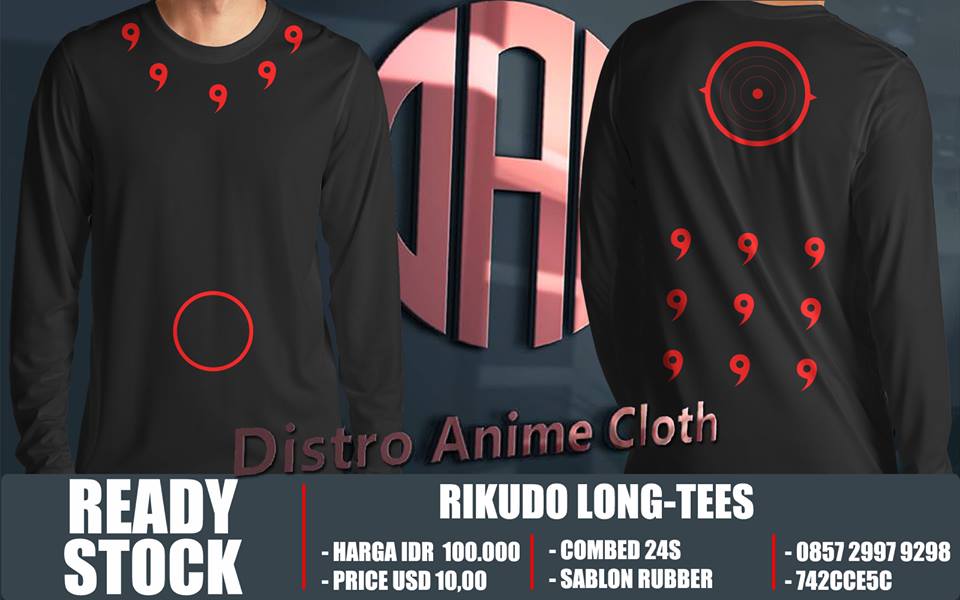 DAC
Distro Anime Cloth
READY
STOCK
RIKUDO LONG-TEES
- HARGA IDR 100.000
- PRICE USD 10,00
- COMBED 24S
- SABLON RUBBER
- 0857 2997 9298
- 742CCE5C